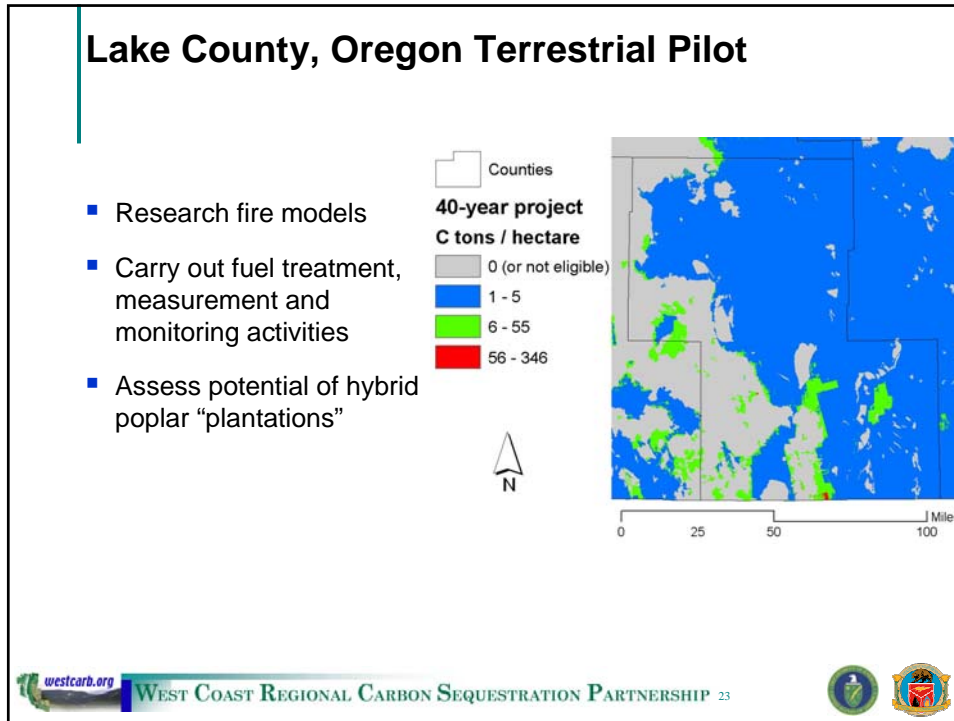 Lake County, Oregon Terrestrial Pilot
Research fire models
Carry out fuel treatment,
measurement and
monitoring activities
Assess potential of hybrid
poplar “plantations”
Counties
40-year project
C tons / hectare
0 (or not eligible)
1 - 5
6 - 55
56 - 346
N
Mile
0 25 50 100
westcarb.org
WEST COAST REGIONAL CARBON SEQUESTRATION PARTNERSHIP 23